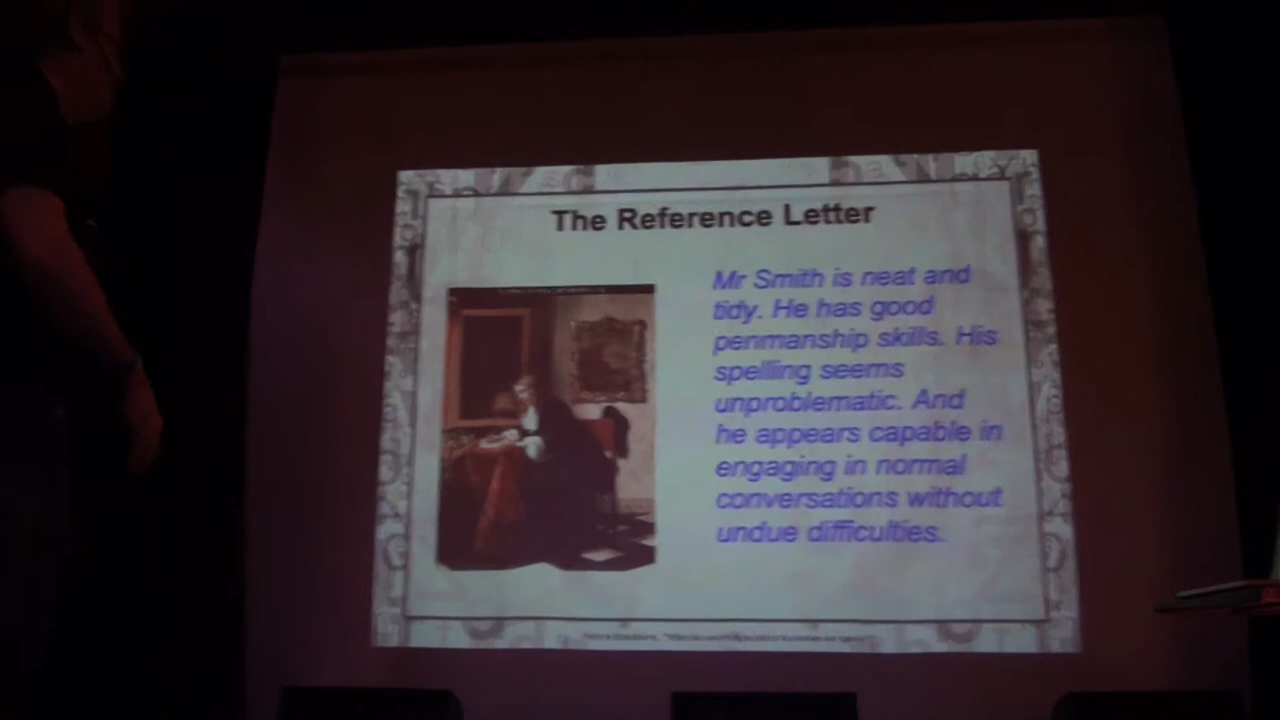 The Reference Letter
Mr Smith is neat and
tidy. He has good
penmanship skills. His
spelling seems
unproblematic. And
he appears capable in
engaging in normal
conversations without
undue difficulties.